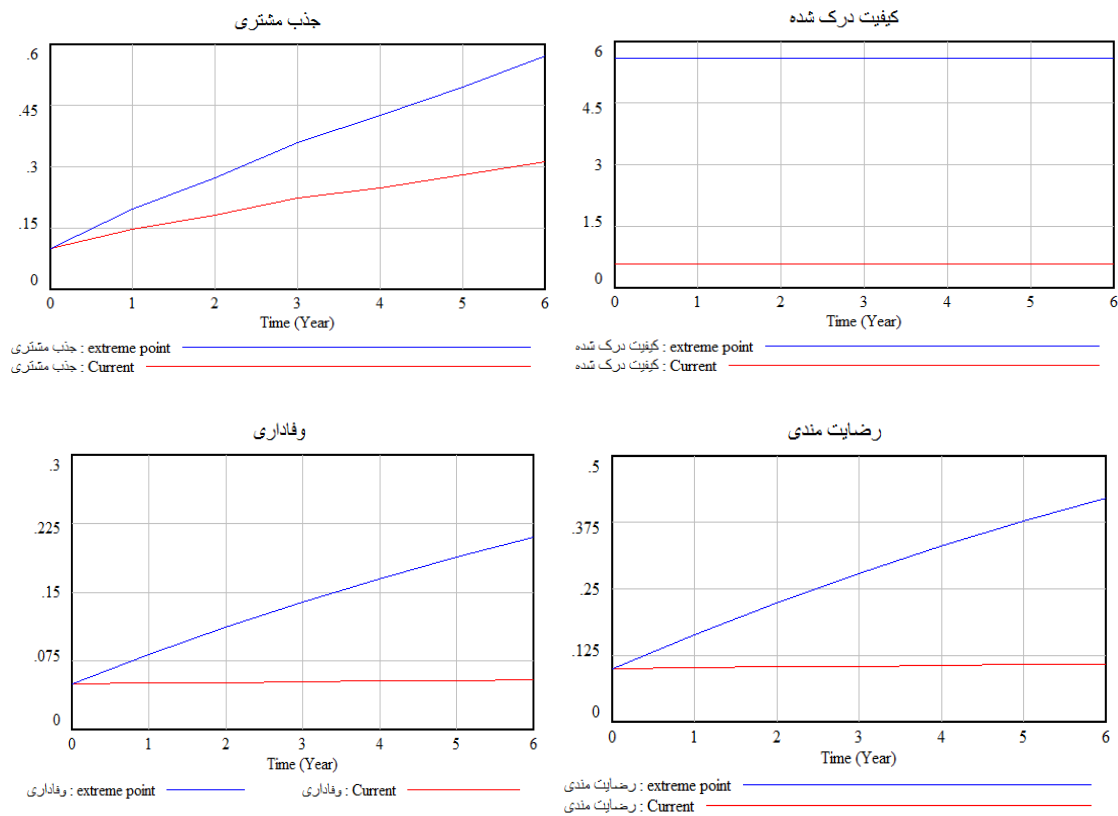 جذب مشتری
.6
.45
.3
.15
0
0 1 2 3 4 5 6
Time (Year)
جذب مشتری : extreme point
جذب مشتری : Current
کیفیت درک شده
6
4.5
3
1.5
0
0 1 2 3 4 5 6
Time (Year)
کیفیت درک شده : extreme point
کیفیت درک شده : Current
وفاداری
.3
.225
.15
.075
0
0 1 2 3 4 5 6
Time (Year)
وفاداری : extreme point وفاداری : Current
رضایت مندی
.5
.375
.25
.125
0
0 1 2 3 4 5 6
Time (Year)
رضایت مندی : extreme point
رضایت مندی : Current